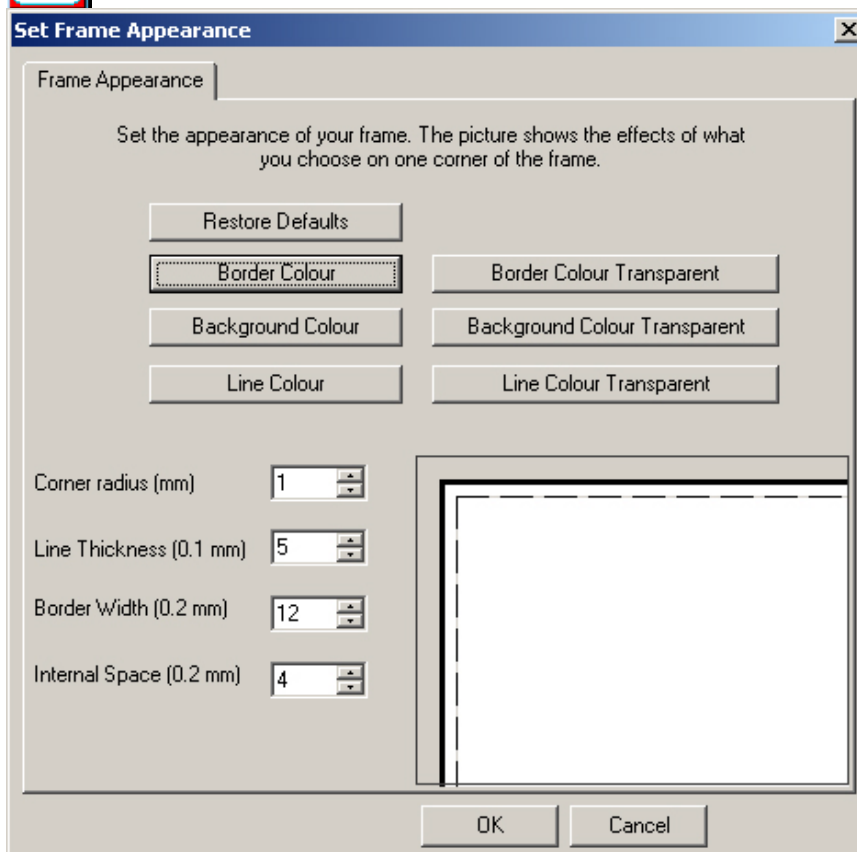 Set Frame Appearance
Frame Appearance
Set the appearance of your frame. The picture shows the effects of what
you choose on one corner of the frame.
Restore Defaults
Border Colour
Border Colour Transparent
Background Colour
Background Colour Transparent
Line Colour
Line Colour Transparent
Corner radius (mm) 1
Line Thickness (0.1 mm) 5
Border Width (0.2 mm) 12
Internal Space (0.2 mm) 4
OK
Cancel